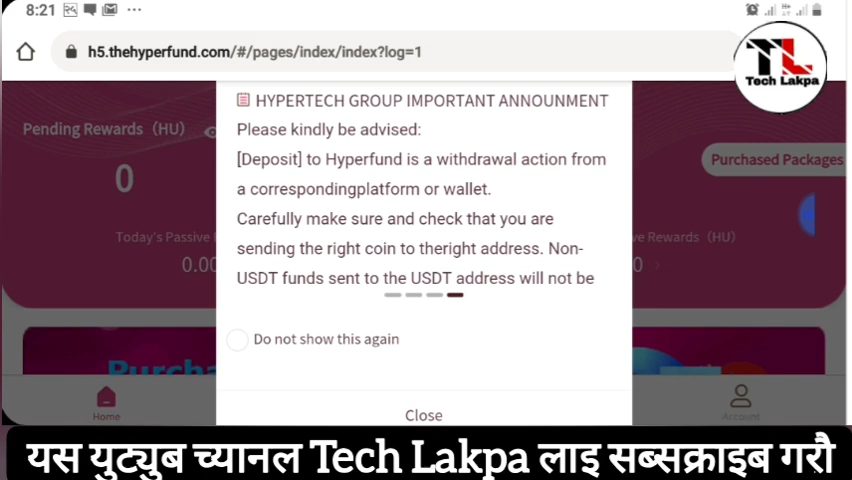 8:21
h5.thehyperfund.com/#/pages/index/index?log=1
TL
Tech Lakpa
HYPERTECH GROUP IMPORTANT ANNOUNMENT
Pending Rewards（HU）
Please kindly be advised:
[Deposit] to Hyperfund is a withdrawal action from
Purchased Packages
0
a correspondingplatform or wallet.
Carefully make sure and check that you are
Today's Passive
ve Rewards（HU）
sending the right coin to theright address. Non-
0.00
0
USDT funds sent to the USDT address will not be
Do not show this again
Purcha
Home
Close
Account
यस युट्युब च्यानल Tech Lakpa लाइ सब्सक्राइब गरौ